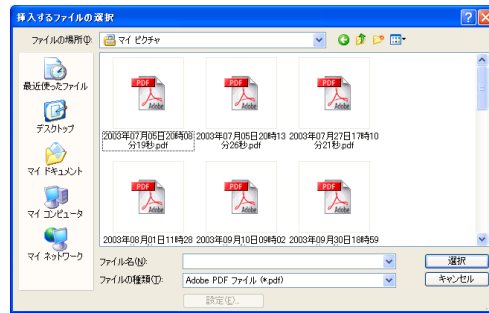 挿入するファイルの選択
ファイルの場所(I):
マイ ピクチャ
最近使ったファイル
デスクトップ
マイ ドキュメント
マイ コンピュータ
マイ ネットワーク
PDF
Adobe
PDF
Adobe
PDF
Adobe
2003年07月05日20時08
分19秒.pdf
2003年07月05日20時13
分26秒.pdf
2003年07月27日17時10
分21秒.pdf
PDF
Adobe
PDF
Adobe
PDF
Adobe
2003年08月01日11時28
2003年09月10日09時02
2003年09月30日18時59
ファイル名(N):
選択
ファイルの種類(T):
Adobe PDF ファイル (*.pdf)
キャンセル
設定(E)...